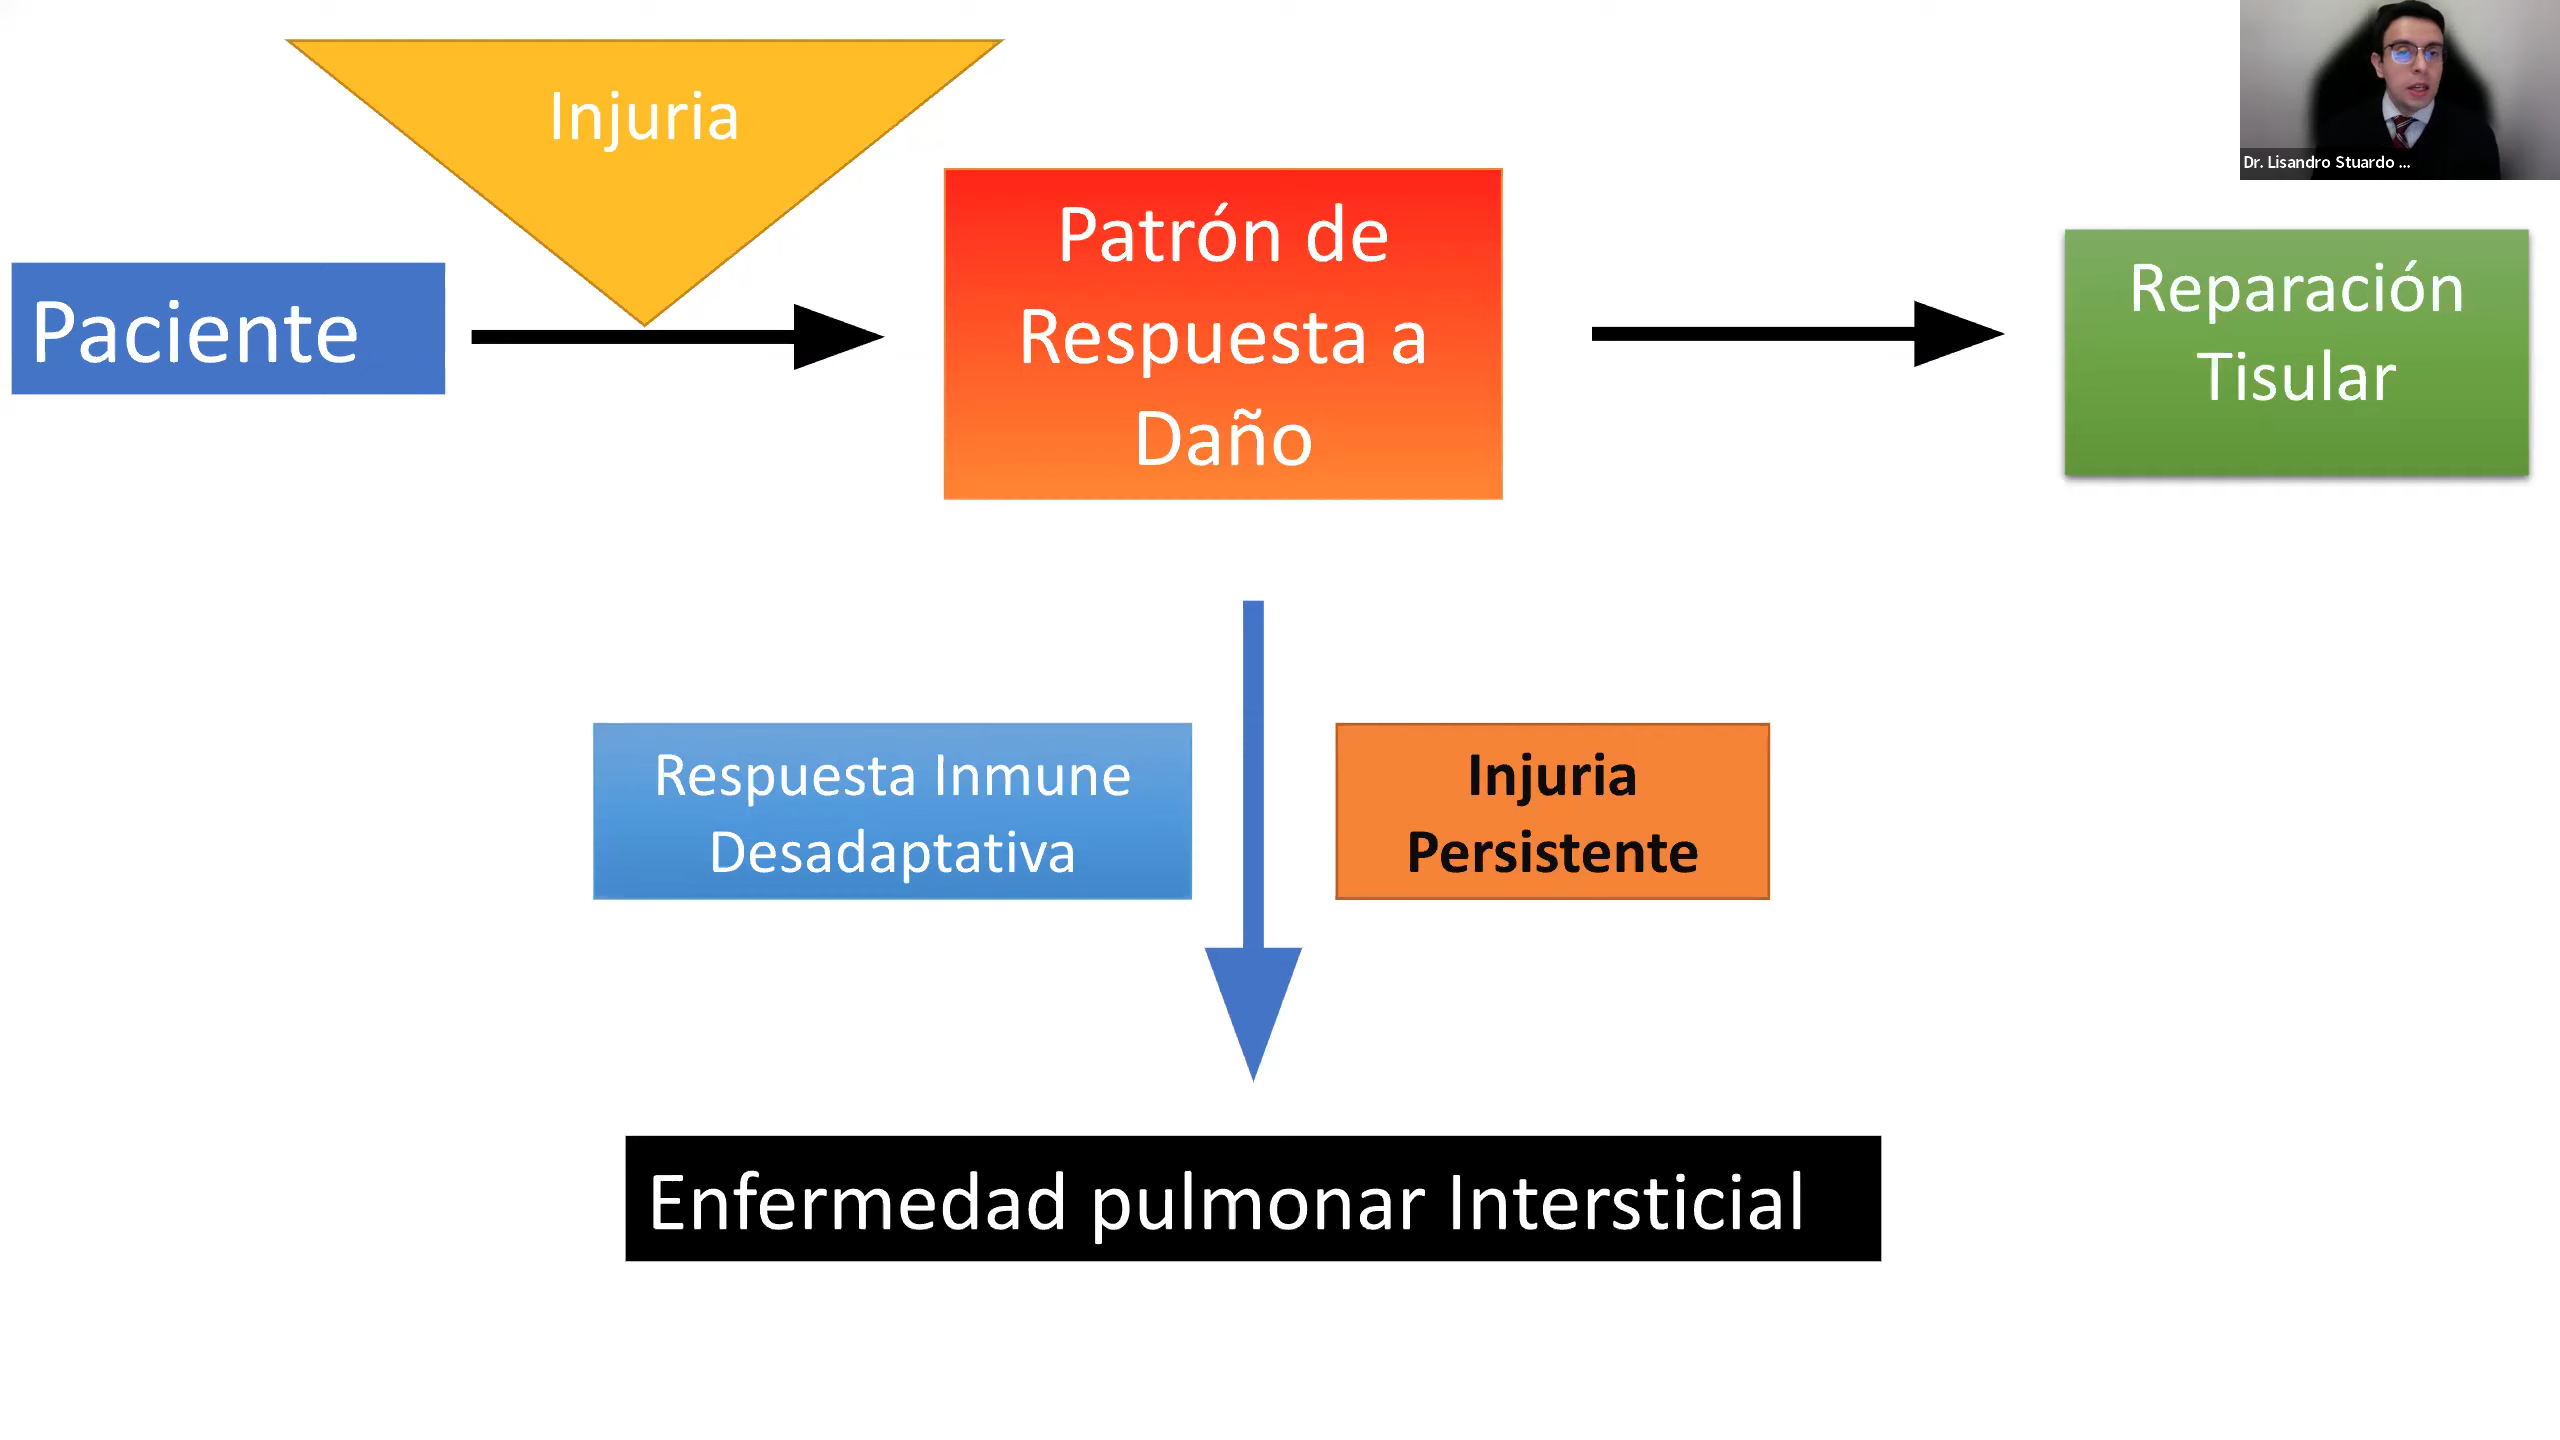 Injuria
Dr. Lisandro Stuardo ...
Paciente
Patrón de
Respuesta a
Daño
Reparación
Tisular
Respuesta Inmune
Desadaptativa
Injuria
Persistente
Enfermedad pulmonar Intersticial